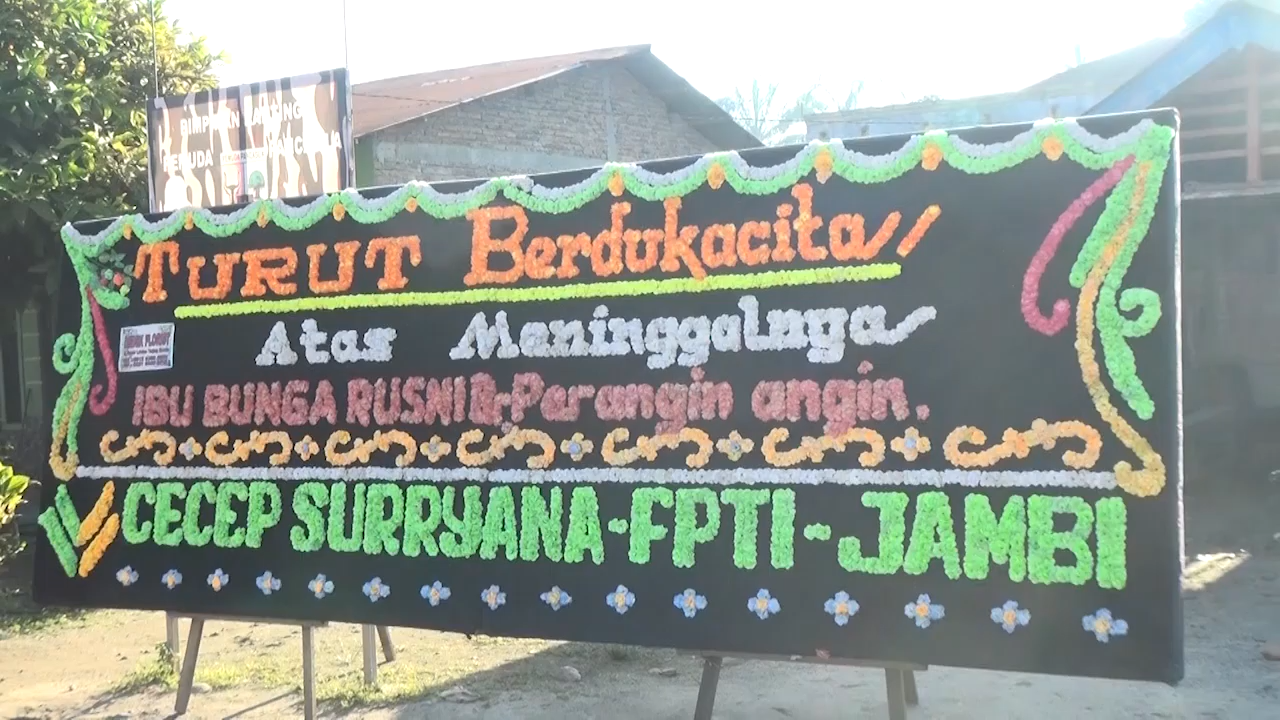 TURUT Berdukacita
Atas Meninggalnya
IBU BUNGA RUSNI Br Perangin angin.
CECEP SURRYANA-FPTI-JAMBI